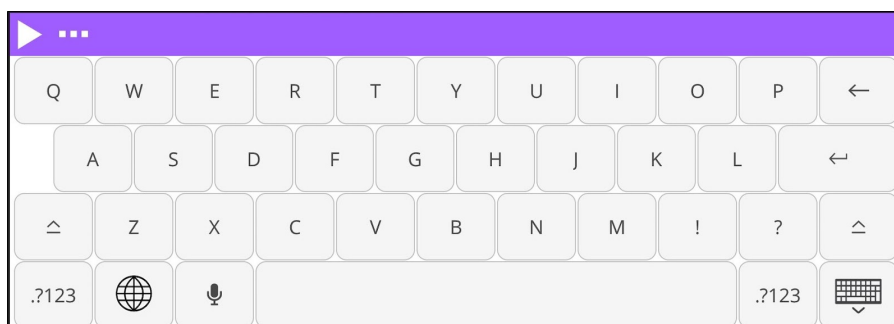 Q W E R T Y U I O P ←
A S D F G H J K L ↵
Z X C V B N M ! ?
.?123 .?123